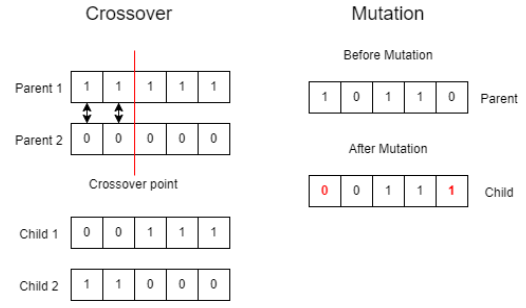 Crossover
Parent 1 1 1 1 1 1
Parent 2 0 0 0 0 0
Crossover point
Child 1 0 0 1 1 1
Child 2 1 1 0 0 0
Mutation
Before Mutation
1 0 1 1 0 Parent
After Mutation
0 0 1 1 1 Child